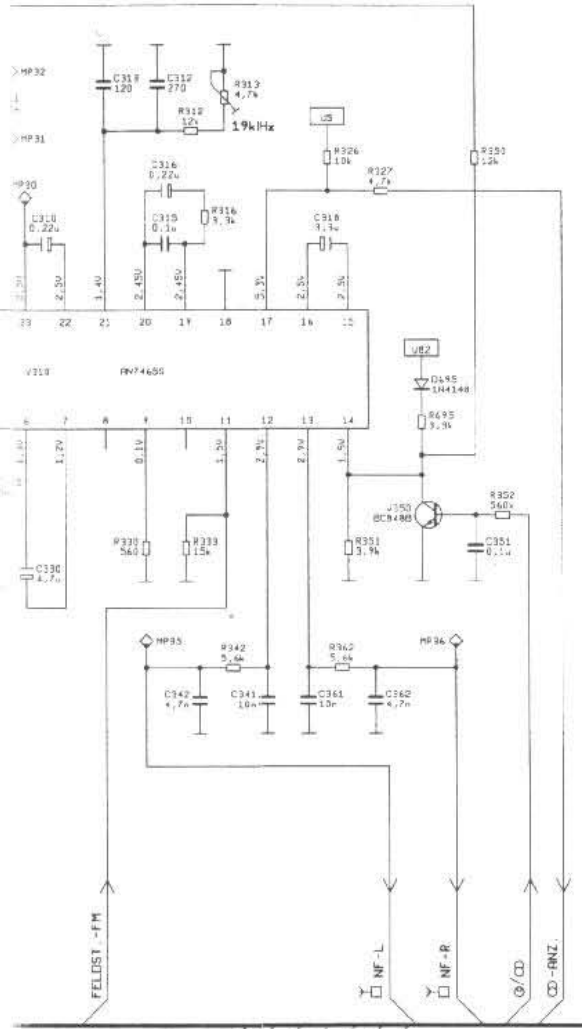 MP32
C313
120
C312
270
R313
4,7k
R312
12k
19kHz
MP31
U5
R326
10k
R350
12k
R327
4,7k
MP30
C316
0,22u
R316
3,3k
C315
0,1u
C318
3,3u
0,22u
2,5V
1,4V
2,45V
2,45V
5,3V
2,5V
2,5V
23 22 21 20 19 18 17 16 15
U82
D695
1N4148
R695
3,9k
6 7 8 9 10 11 12 13 14
1,2V
0,1V
1,5V
2,9V
2,9V
1,5V
V350
BC848B
R352
560k
C351
0,1u
C330
4,7u
R330
560
R333
15k
R351
3,9k
MP35
R342
5,6k
R362
5,6k
MP36
C342
4,7n
C341
10n
C361
10n
C362
4,7n
FELDST.-FM
NF-L
NF-R
-ANZ.